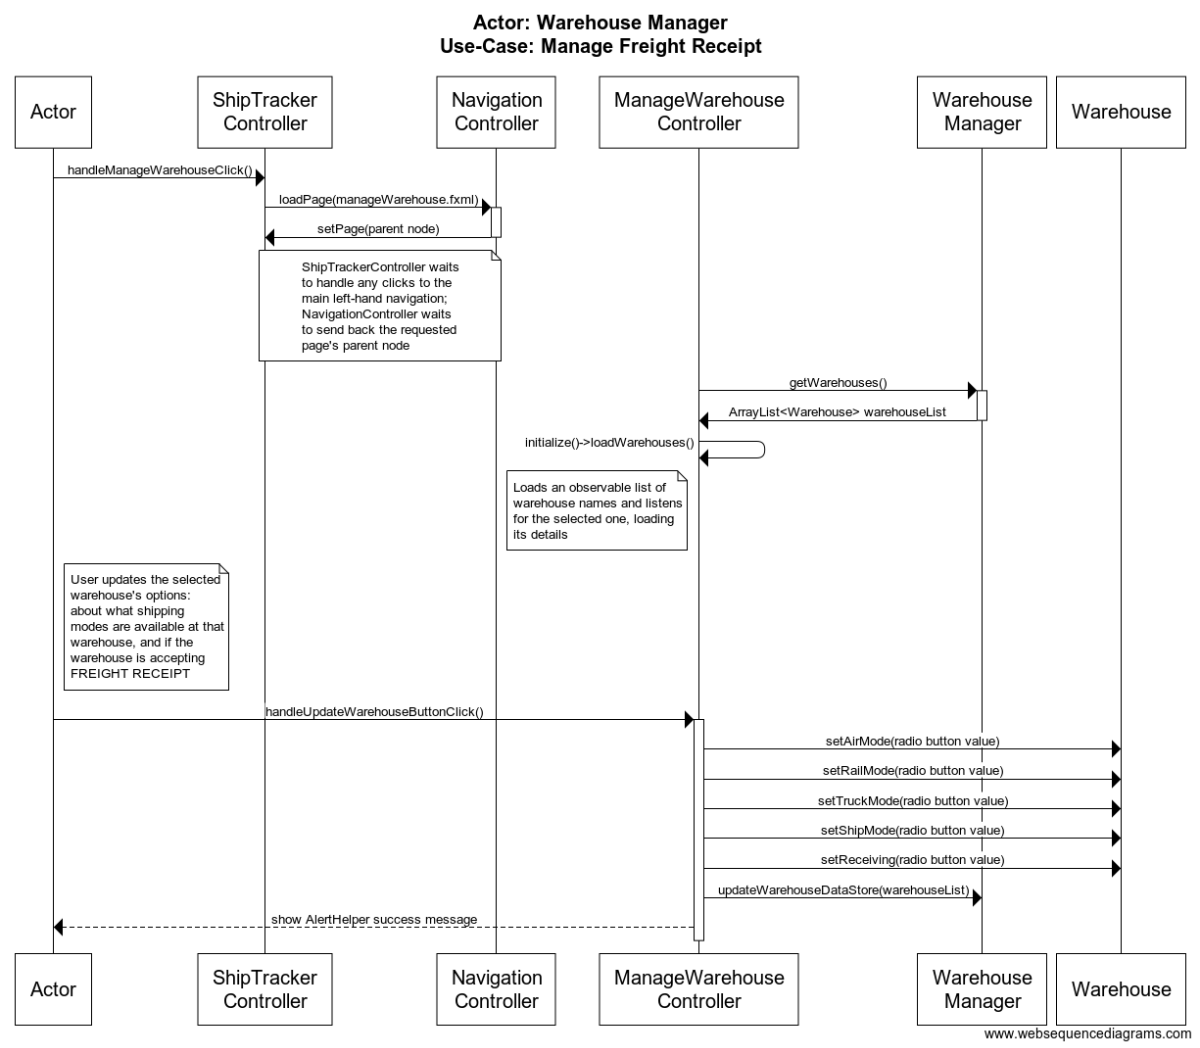 Actor: Warehouse Manager
Use-Case: Manage Freight Receipt
Actor
ShipTracker
Controller
Navigation
Controller
ManageWarehouse
Controller
Warehouse
Manager
Warehouse
handleManageWarehouseClick()
loadPage(manageWarehouse.fxml)
setPage(parent node)
ShipTrackerController waits
to handle any clicks to the
main left-hand navigation;
NavigationController waits
to send back the requested
page's parent node
getWarehouses()
ArrayList<Warehouse> warehouseList
initialize()->loadWarehouses()
Loads an observable list of
warehouse names and listens
for the selected one, loading
its details
User updates the selected
warehouse's options:
about what shipping
modes are available at that
warehouse, and if the
warehouse is accepting
FREIGHT RECEIPT
handleUpdateWarehouseButtonClick()
setAirMode(radio button value)
setRailMode(radio button value)
setTruckMode(radio button value)
setShipMode(radio button value)
setReceiving(radio button value)
updateWarehouseDataStore(warehouseList)
show AlertHelper success message
Actor
ShipTracker
Controller
Navigation
Controller
ManageWarehouse
Controller
Warehouse
Manager
Warehouse
www.websequencediagrams.com